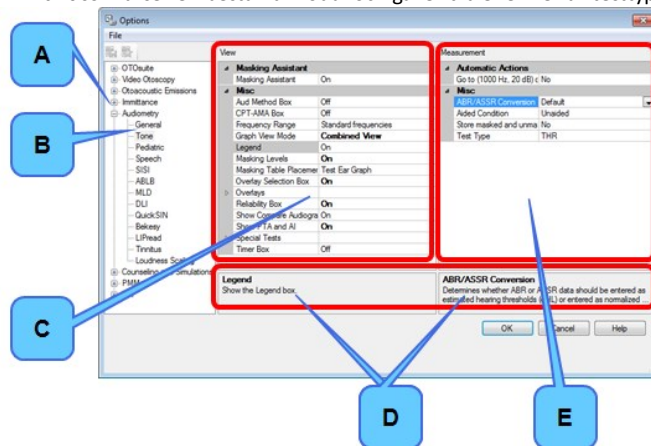 Options
File
View
Measurement
OTOsuite
Video Otoscopy
Otoacoustic Emissions
Immittance
Audiometry
General
Tone
Pediatric
Speech
SISI
ABLB
MLD
DLI
QuickSIN
Bekesy
LIPread
Tinnitus
Loudness Scaling
Counseling and Simulations
PMM
Masking Assistant
Masking Assistant On
Misc
Aud Method Box Off
CPT-AMA Box Off
Frequency Range Standard frequencies
Graph View Mode Combined View
Legend On
Masking Levels On
Masking Table Placemer Test Ear Graph
Overlay Selection Box On
Overlays
Reliability Box On
Show Compare Audiogra On
Show PTA and AI On
Special Tests
Timer Box Off
Automatic Actions
Go to (1000 Hz, 20 dB) c No
Misc
ABR/ASSR Conversion Default
Aided Condition Unaided
Store masked and unma No
Test Type THR
Legend
Show the Legend box.
ABR/ASSR Conversion
Determines whether ABR or ASSR data should be entered as
estimated hearing thresholds (eHL) or entered as normalized ...
OK Cancel Help
A
B
C
D
E